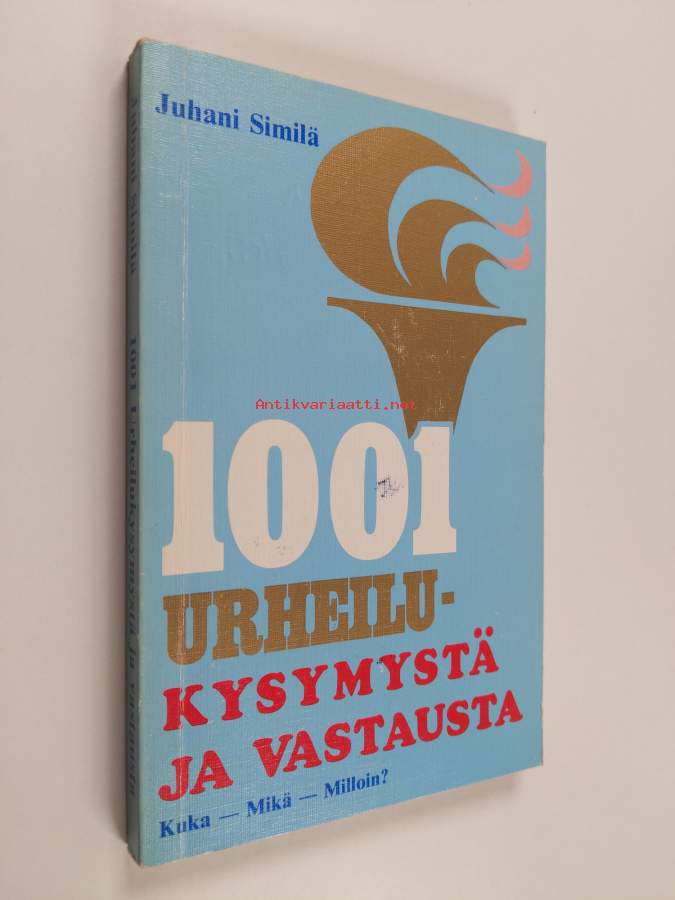 Juhani Similä
Antikvariaatti.net
1001
URHEILU-
KYSYMYSTÄ
JA VASTAUSTA
Kuka — Mikä — Milloin?
Juhani Similä 1001 Urheilukysymystä ja vastausta